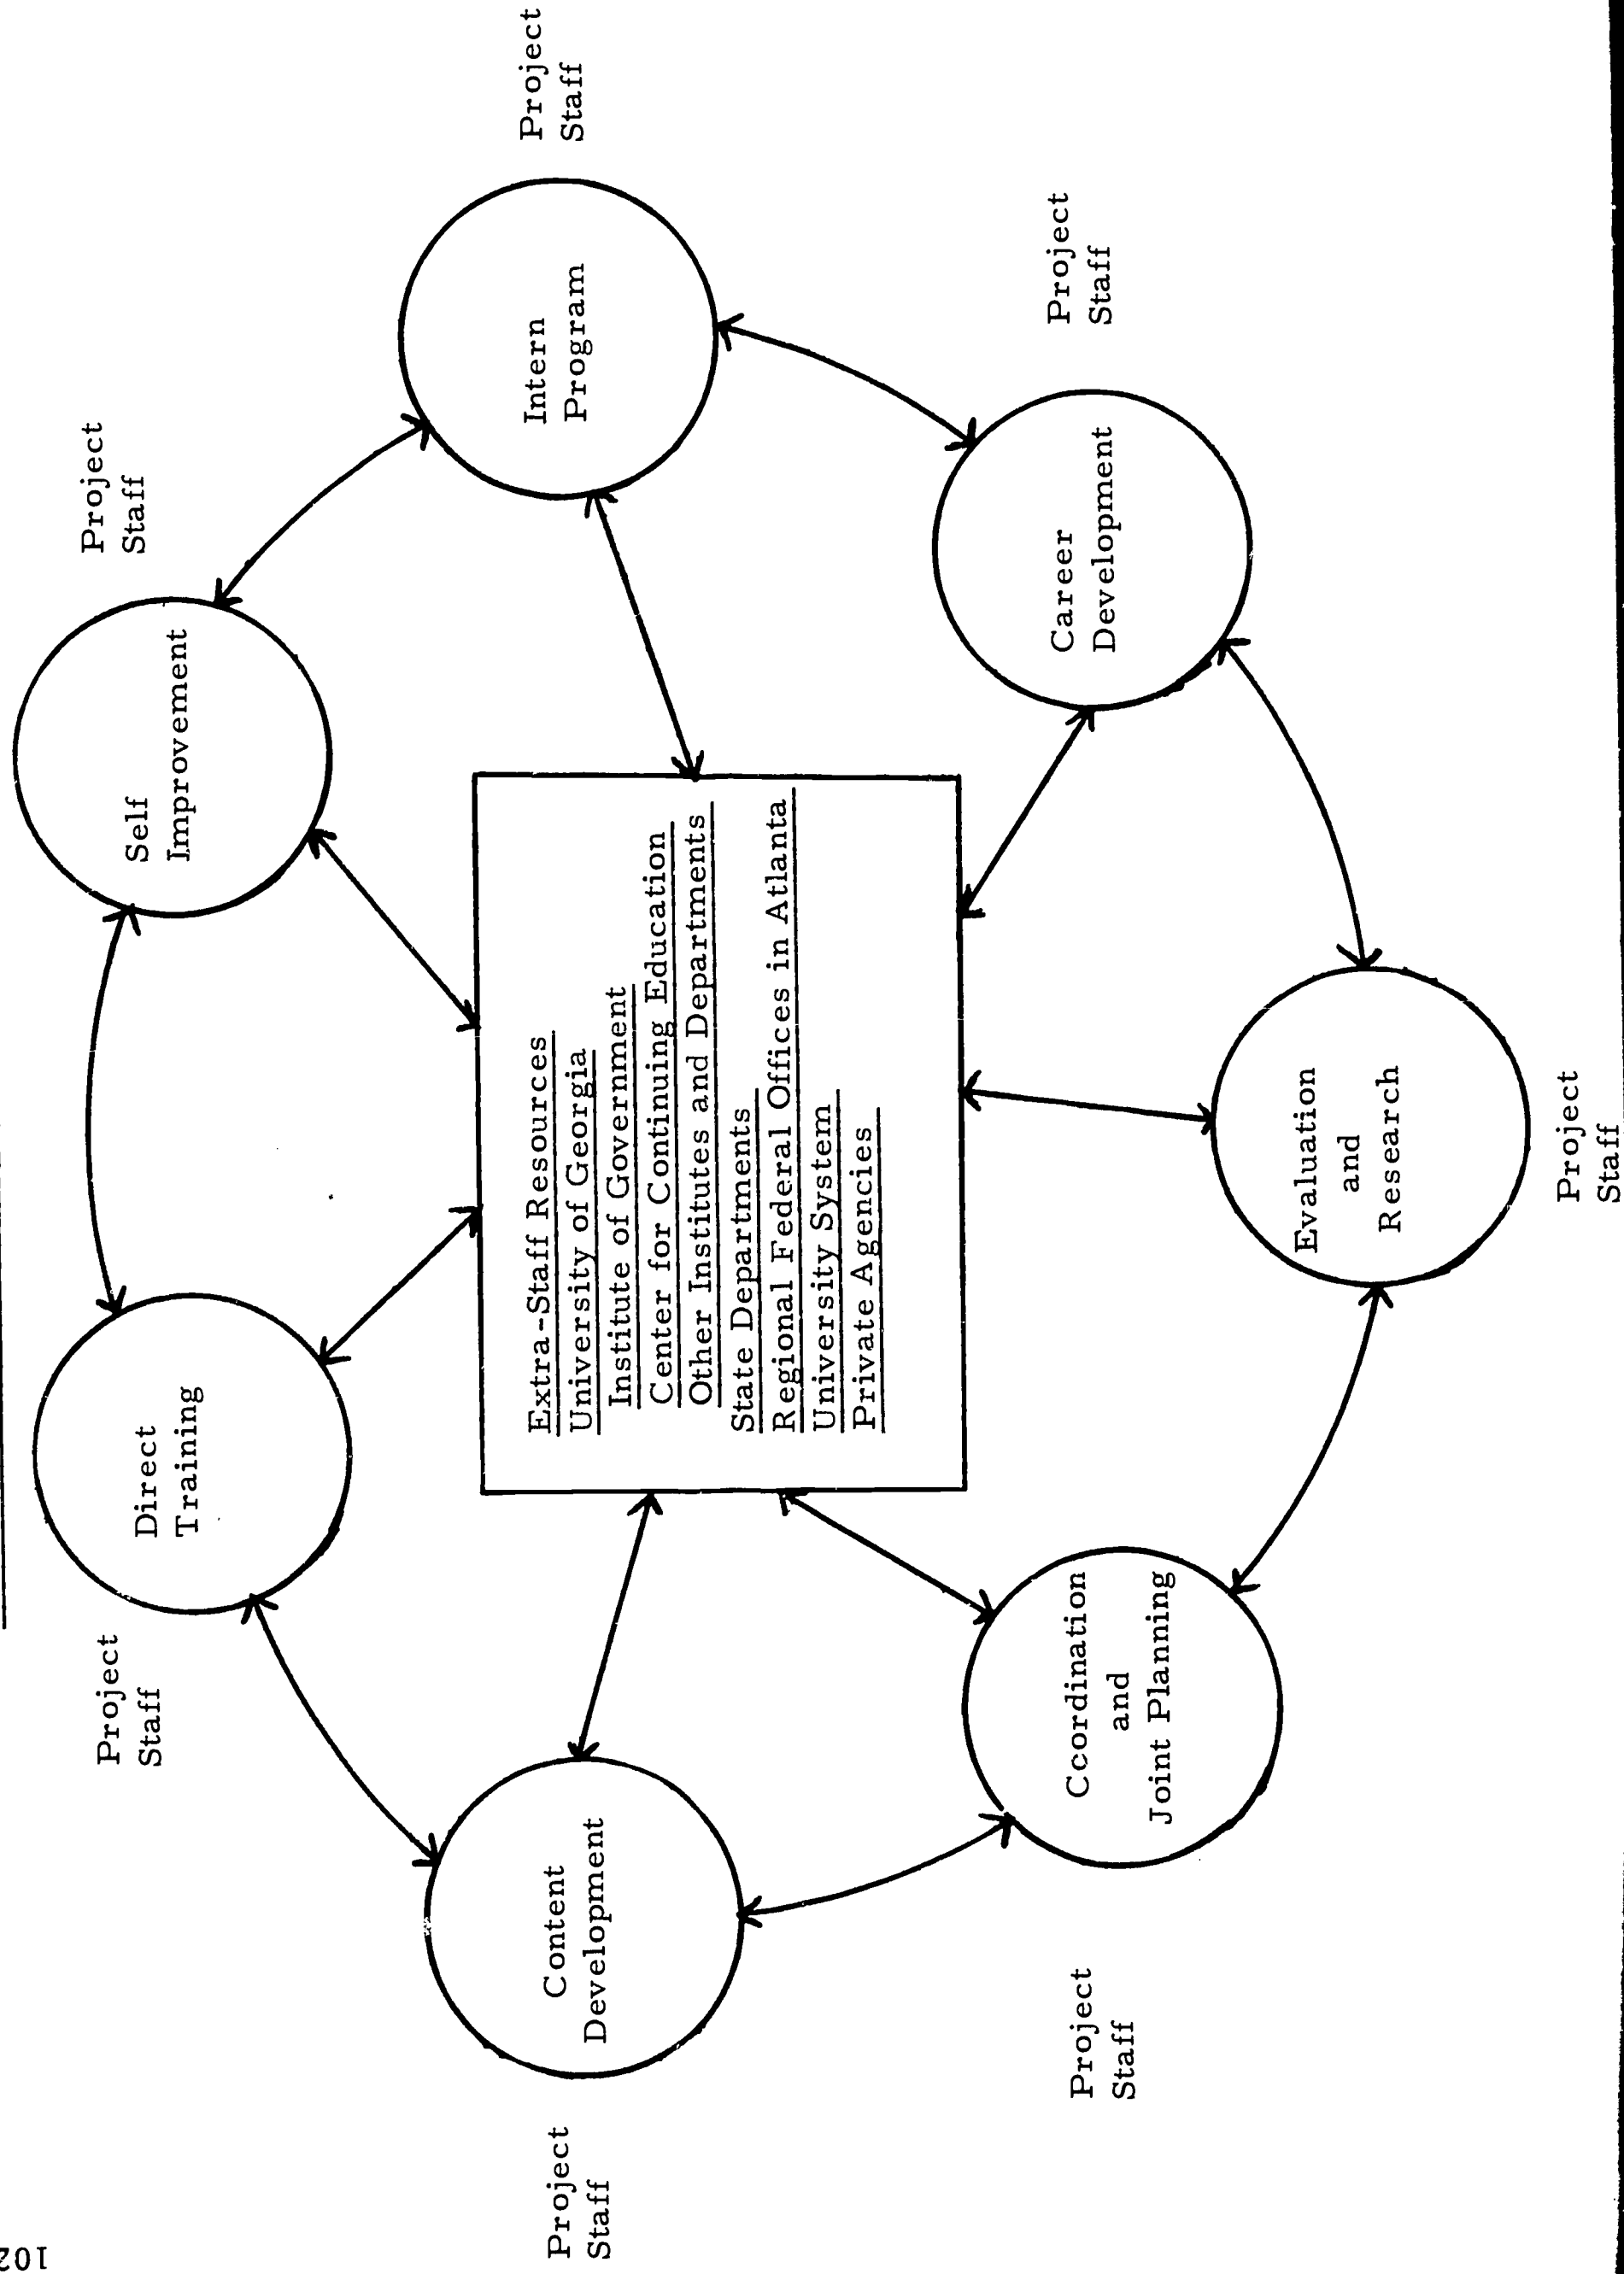 Project
Staff
Self
Improvement
Project
Staff
Direct
Training
Project
Staff
Intern
Program
Project
Staff
Content
Development
Project
Staff
Extra-Staff Resources
University of Georgia
Institute of Government
Center for Continuing Education
Other Institutes and Departments
State Departments
Regional Federal Offices in Atlanta
University System
Private Agencies
Career
Development
Project
Staff
Ccordination
and
Joint Planning
Project
Staff
Evaluation
and
Research
Project
Staff
102